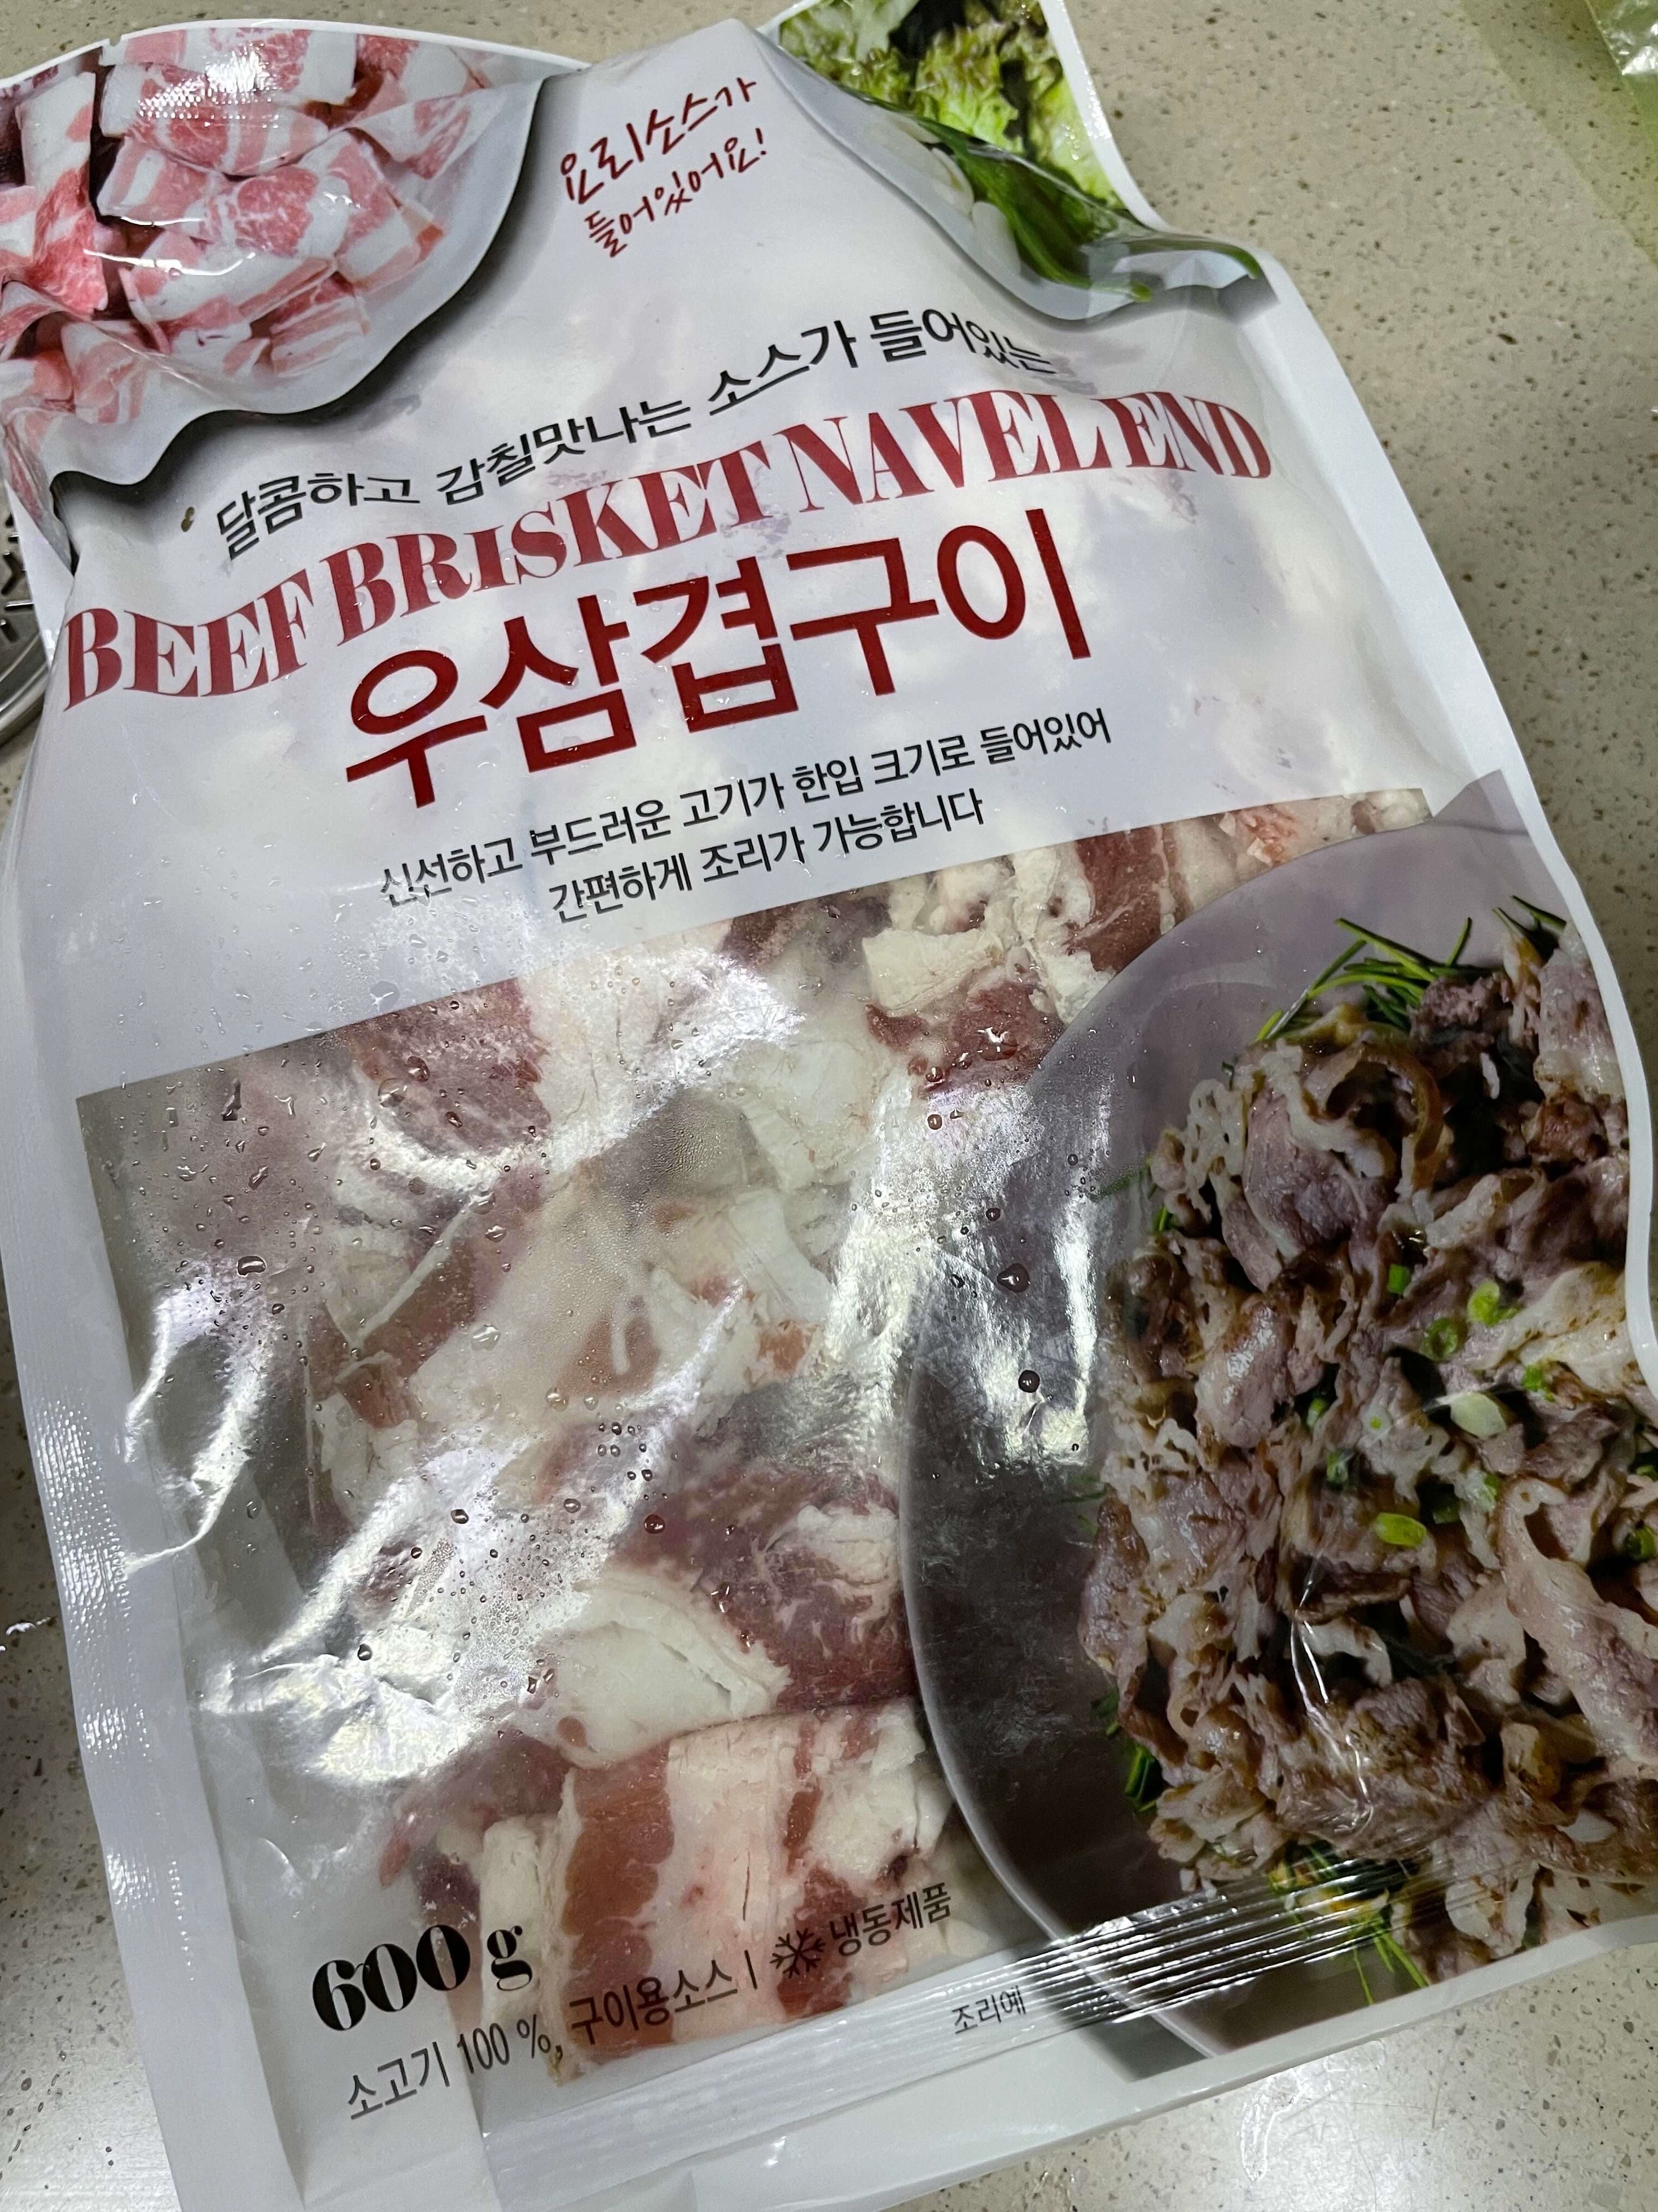 요리소스가
들어있어요!
달콤하고 감칠맛나는 소스가 들어있는
BEEF BRISKET NAVEL END
우삼겹구이
신선하고 부드러운 고기가 한입 크기로 들어있어
간편하게 조리가 가능합니다
600 g
소고기 100 %, 구이용소스 | 냉동제품
조리예